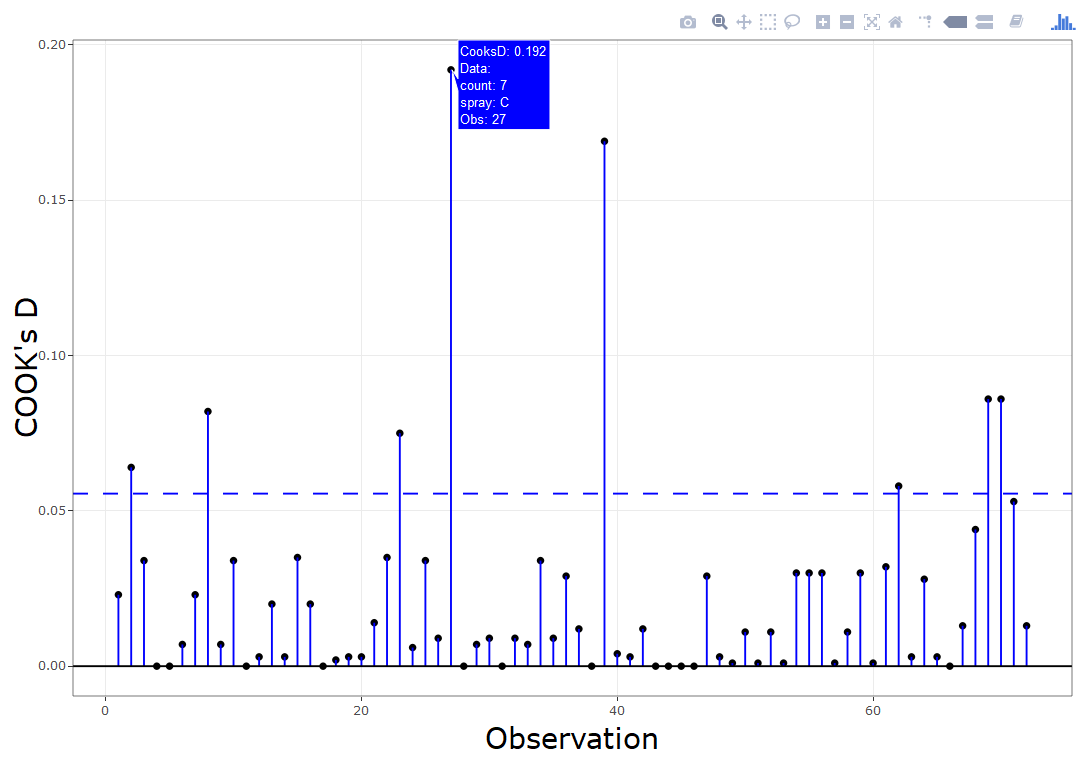 0.20
CooksD: 0.192
Data:
count: 7
spray: C
Obs: 27
0.15
0.10
0.05
0.00
COOK's D
0 20 40 60
Observation